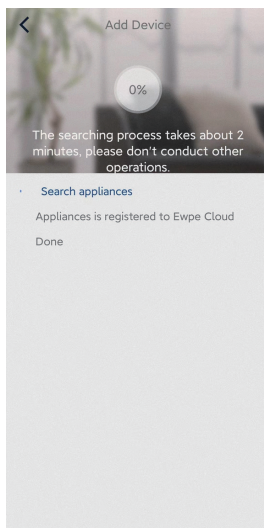 Add Device
0%
The searching process takes about 2
minutes, please don't conduct other
operations.
Search appliances
Appliances is registered to Ewpe Cloud
Done